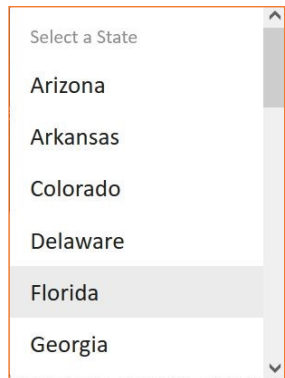 Select a State
Arizona
Arkansas
Colorado
Delaware
Florida
Georgia